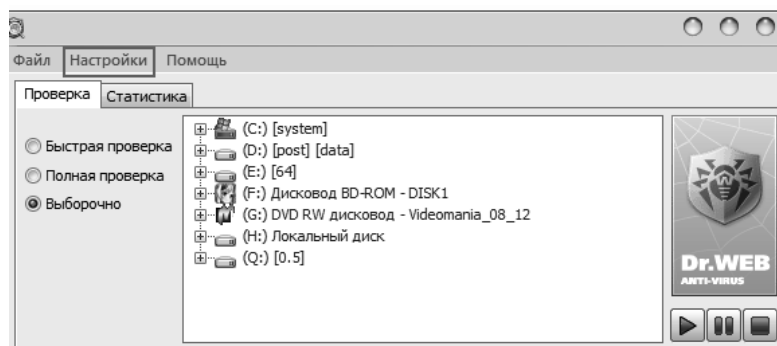 Файл Настройки Помощь
Проверка Статистика
Быстрая проверка
Полная проверка
Выборочно
(C:) [system]
(D:) [post] [data]
(E:) [64]
(F:) Дисковод BD-ROM - DISK1
(G:) DVD RW дисковод - Videomania_08_12
(H:) Локальный диск
(Q:) [0.5]
Dr.WEB
ANTI-VIRUS